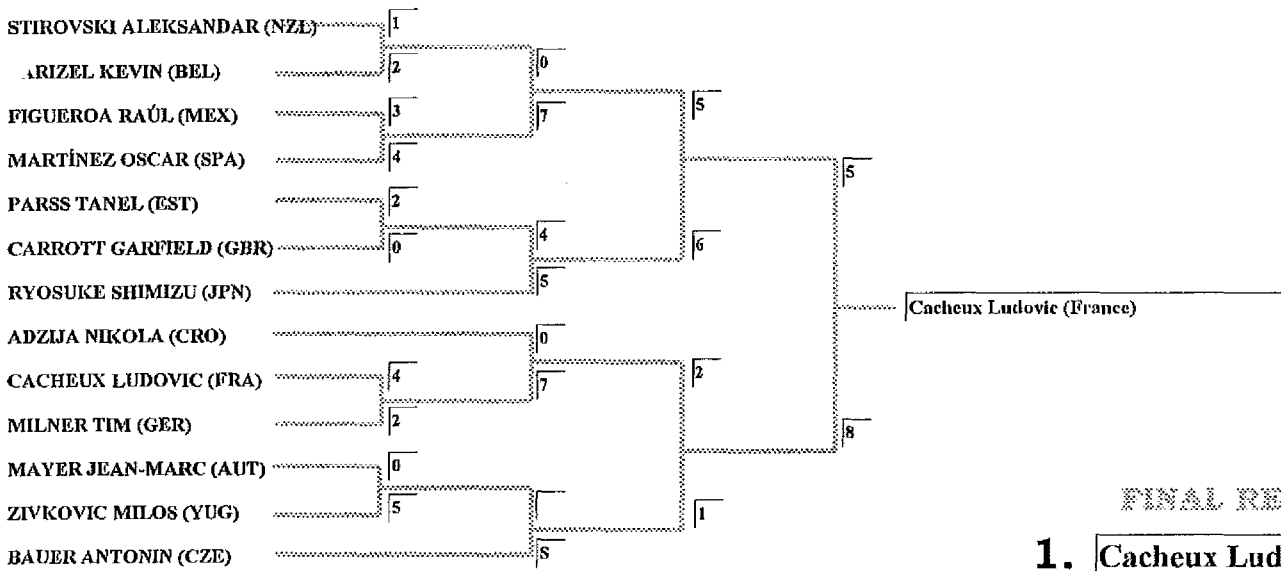 STIROVSKI ALEKSANDAR (NZL)
1
ARIZEL KEVIN (BEL)
2
0
FIGUEROA RAÚL (MEX)
3
7
5
MARTÍNEZ OSCAR (SPA)
4
5
PARSS TANEL (EST)
2
CARROTT GARFIELD (GBR)
0
4
6
RYOSUKE SHIMIZU (JPN)
5
Cacheux Ludovic (France)
ADZIJA NIKOLA (CRO)
0
CACHEUX LUDOVIC (FRA)
4
7
2
MILNER TIM (GER)
2
8
MAYER JEAN-MARC (AUT)
0
ZIVKOVIC MILOS (YUG)
5
1
FINAL RE
BAUER ANTONIN (CZE)
S
1. Cacheux Lud